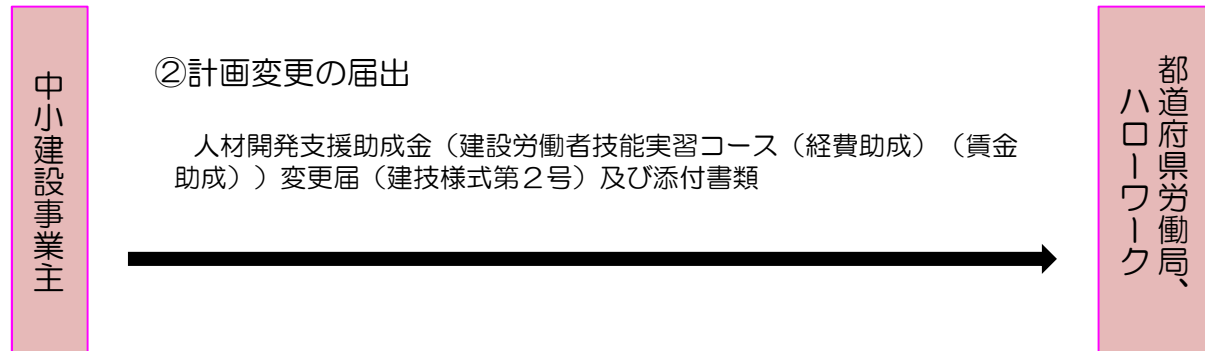 中小建設事業主
②計画変更の届出
人材開発支援助成金（建設労働者技能実習コース（経費助成）（賃金
助成））変更届（建技様式第２号）及び添付書類
都道府県労働局、
ハローワーク